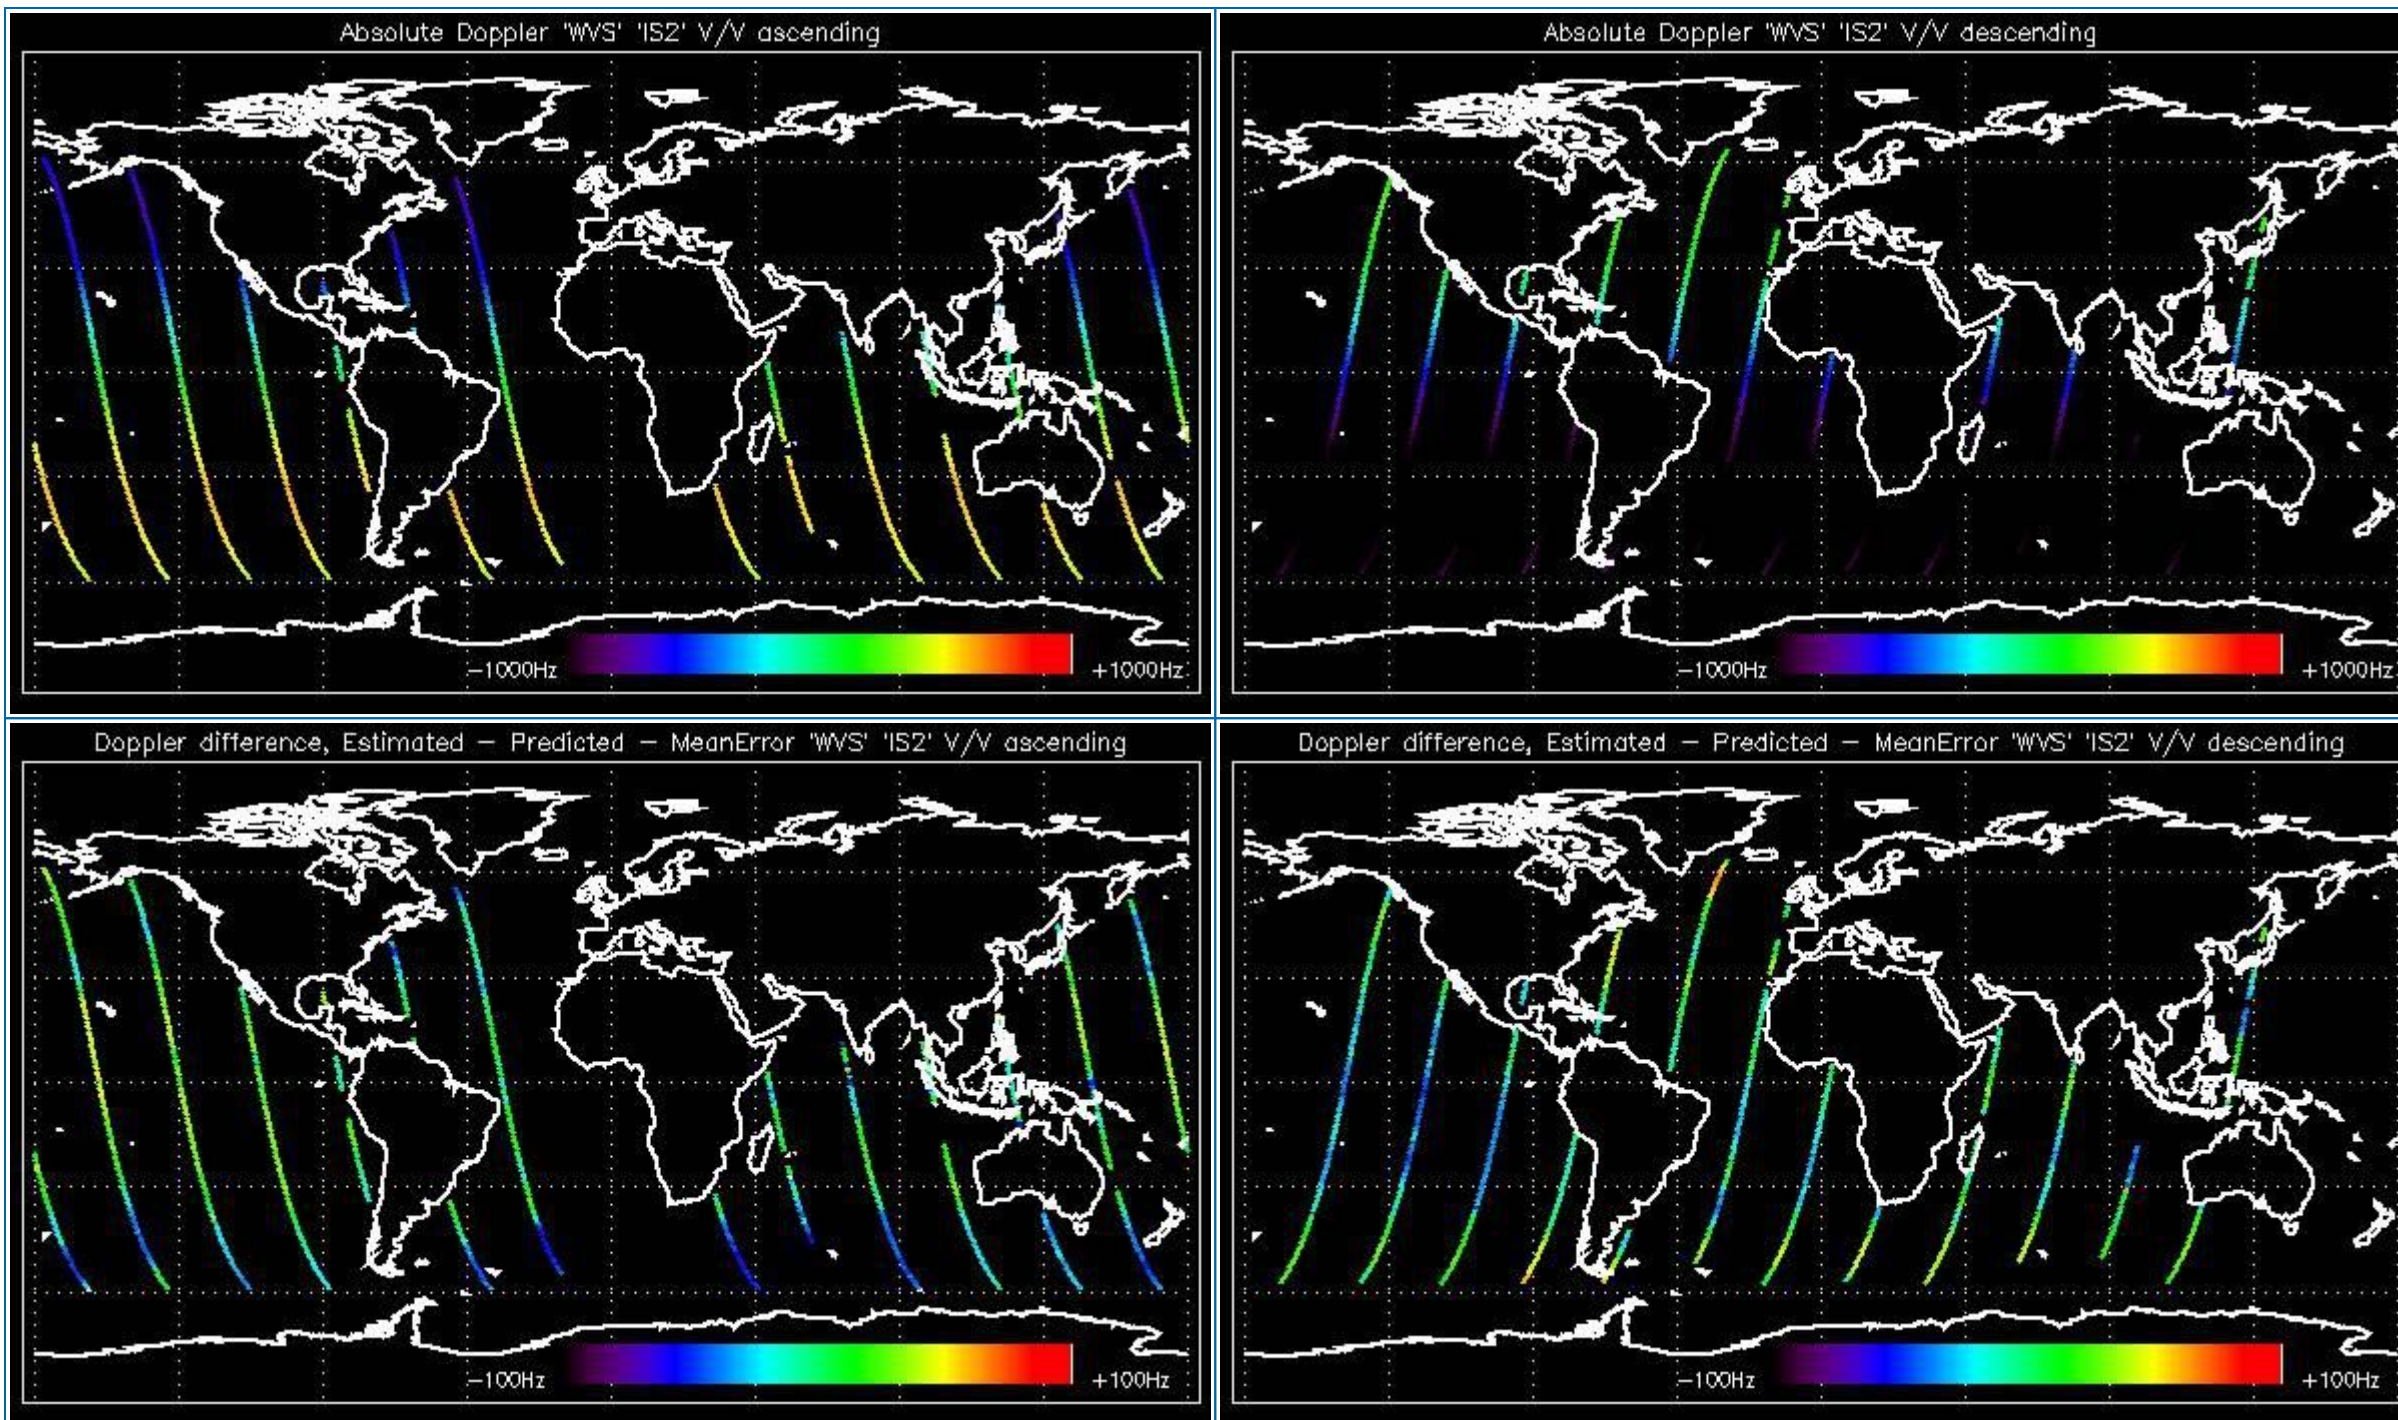 Absolute Doppler 'WVS' 'IS2' V/V ascending
-1000Hz
+1000Hz
Absolute Doppler 'WVS' 'IS2' V/V descending
-1000Hz
+1000Hz
Doppler difference, Estimated - Predicted - MeanError 'WVS' 'IS2' V/V ascending
-100Hz
+100Hz
Doppler difference, Estimated - Predicted - MeanError 'WVS' 'IS2' V/V descending
-100Hz
+100Hz